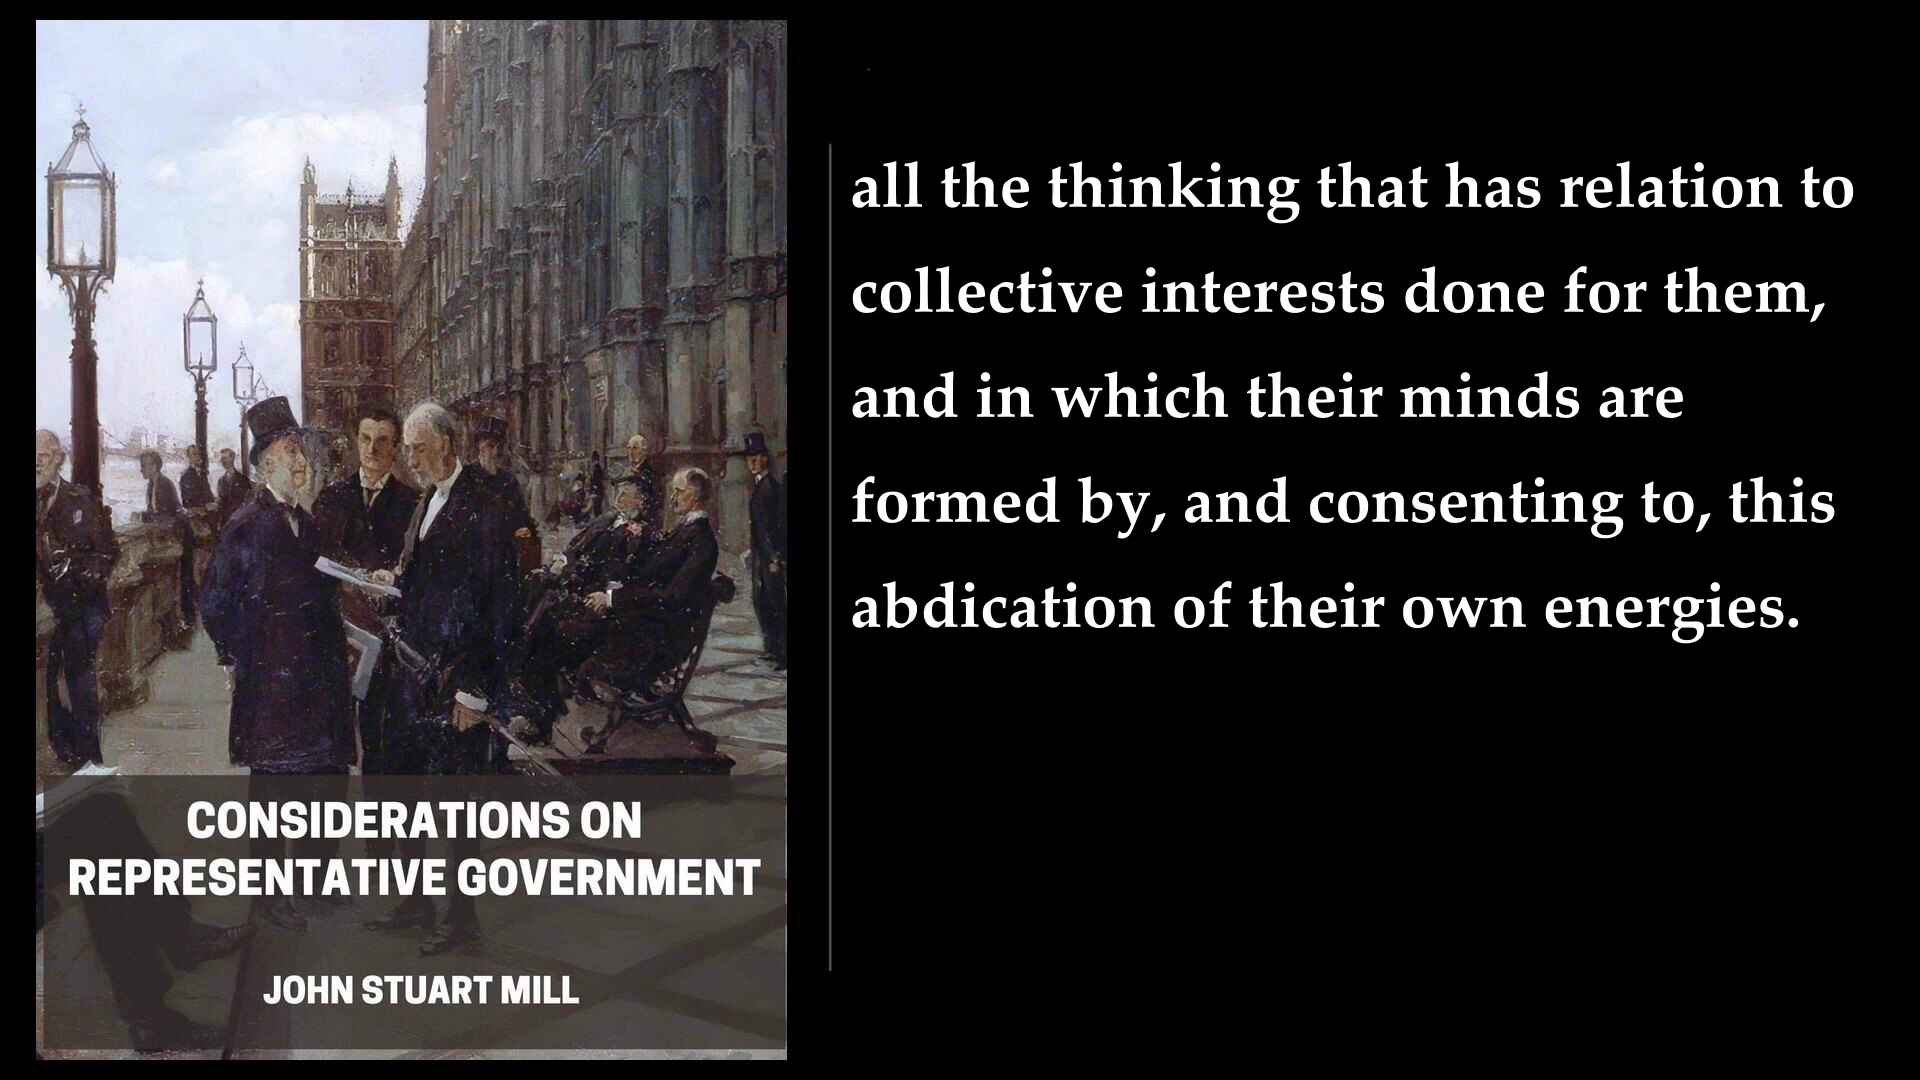 all the thinking that has relation to
collective interests done for them,
and in which their minds are
formed by, and consenting to, this
abdication of their own energies.
CONSIDERATIONS ON
REPRESENTATIVE GOVERNMENT
JOHN STUART MILL